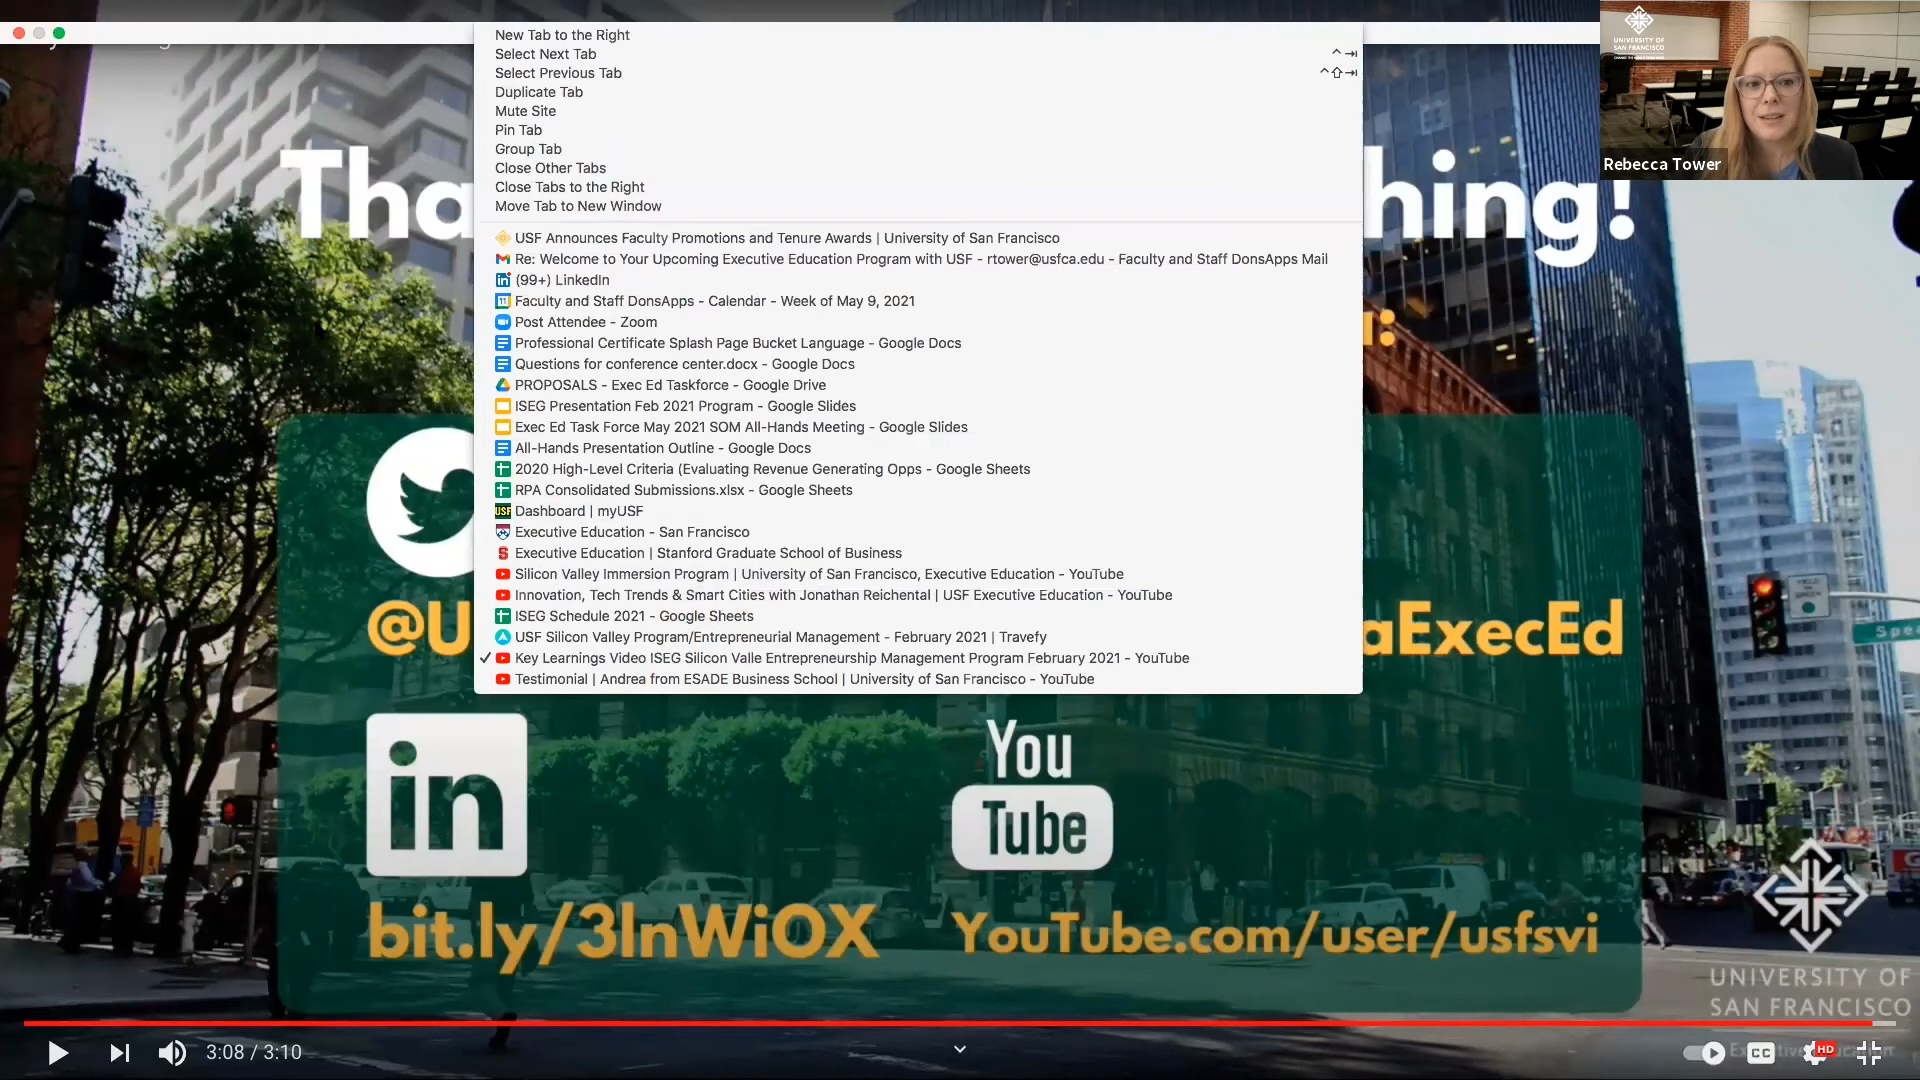 New Tab to the Right
Select Next Tab
Select Previous Tab
Duplicate Tab
Mute Site
Pin Tab
Group Tab
Close Other Tabs
Close Tabs to the Right
Move Tab to New Window
USF Announces Faculty Promotions and Tenure Awards | University of San Francisco
Re: Welcome to Your Upcoming Executive Education Program with USF - rtower@usfca.edu - Faculty and Staff DonsApps Mail
(99+) LinkedIn
Faculty and Staff DonsApps - Calendar - Week of May 9, 2021
Post Attendee - Zoom
Professional Certificate Splash Page Bucket Language - Google Docs
Questions for conference center.docx - Google Docs
PROPOSALS - Exec Ed Taskforce - Google Drive
ISEG Presentation Feb 2021 Program - Google Slides
Exec Ed Task Force May 2021 SOM All-Hands Meeting - Google Slides
All-Hands Presentation Outline - Google Docs
2020 High-Level Criteria (Evaluating Revenue Generating Opps - Google Sheets
RPA Consolidated Submissions.xlsx - Google Sheets
USF Dashboard | myUSF
Executive Education - San Francisco
Executive Education | Stanford Graduate School of Business
Silicon Valley Immersion Program | University of San Francisco, Executive Education - YouTube
Innovation, Tech Trends & Smart Cities with Jonathan Reichental | USF Executive Education - YouTube
ISEG Schedule 2021 - Google Sheets
USF Silicon Valley Program/Entrepreneurial Management - February 2021 | Travefy
Key Learnings Video ISEG Silicon Valle Entrepreneurship Management Program February 2021 - YouTube
Testimonial | Andrea from ESADE Business School | University of San Francisco - YouTube
UNIVERSITY OF
SAN FRANCISCO
Rebecca Tower
Tha hing!
@U aExecEd
in
You
Tube
bit.ly/3lnWiOX YouTube.com/user/usfsvi
YIELD
UNIVERSITY OF
SAN FRANCISCO
3:08 / 3:10
CC
HD